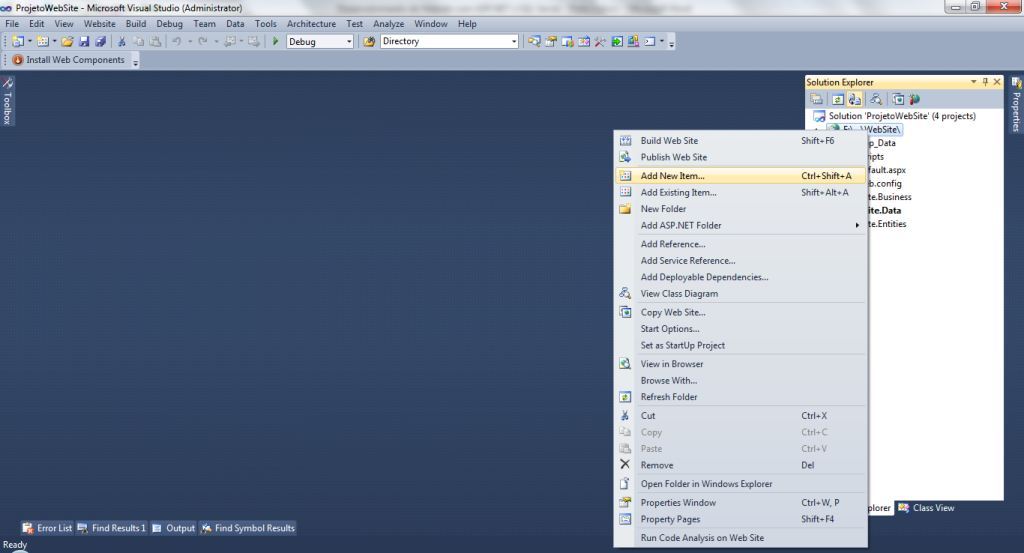 ProjetoWebSite - Microsoft Visual Studio (Administrator)
File Edit View Website Build Debug Team Data Tools Architecture Test Analyze Window Help
Debug Directory
Install Web Components
Toolbox
Solution Explorer
Properties
Solution 'ProjetoWebSite' (4 projects)
F:\...\WebSite\
p_Data
ipts
fault.aspx
b.config
te.Business
ite.Data
te.Entities
Build Web Site Shift+F6
Publish Web Site
Add New Item... Ctrl+Shift+A
Add Existing Item... Shift+Alt+A
New Folder
Add ASP.NET Folder
Add Reference...
Add Service Reference...
Add Deployable Dependencies...
View Class Diagram
Copy Web Site...
Start Options...
Set as StartUp Project
View in Browser
Browse With...
Refresh Folder
Cut Ctrl+X
Copy Ctrl+C
Paste Ctrl+V
Remove Del
Open Folder in Windows Explorer
Properties Window Ctrl+W, P
Property Pages Shift+F4
Run Code Analysis on Web Site
plorer Class View
Error List Find Results 1 Output Find Symbol Results
Ready